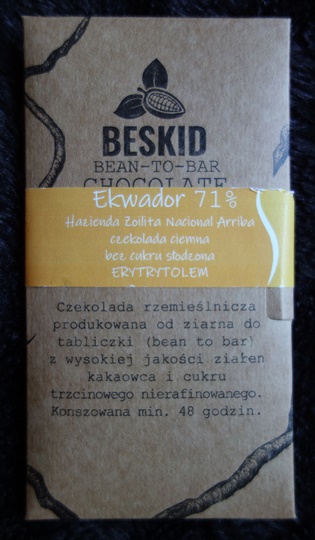 BESKID
BEAN-TO-BAR
CHOCOLATE
Ekwador 71%
Hazienda Zoilita Nacional Arriba
czekolada ciemna
bez cukru słodzona
ERYTRYTOLEM
Czekolada rzemieślnicza
produkowana od ziarna do
tabliczki (bean to bar)
z wysokiej jakości ziaren
kakaowca i cukru
trzcinowego nierafinowanego.
Konszowana min. 48 godzin.